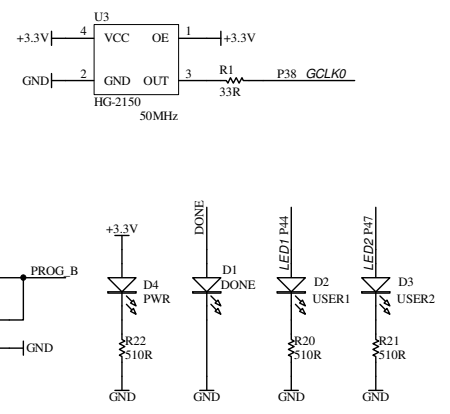 U3
+3.3V 4 VCC OE 1 +3.3V
GND 2 GND OUT 3 R1 P38 GCLK0
33R
HG-2150
50MHz
DONE
LED1 P44
LED2 P47
+3.3V
PROG_B
D4
PWR
D1
DONE
D2
USER1
D3
USER2
GND
R22
510R
R20
510R
R21
510R
GND GND GND GND